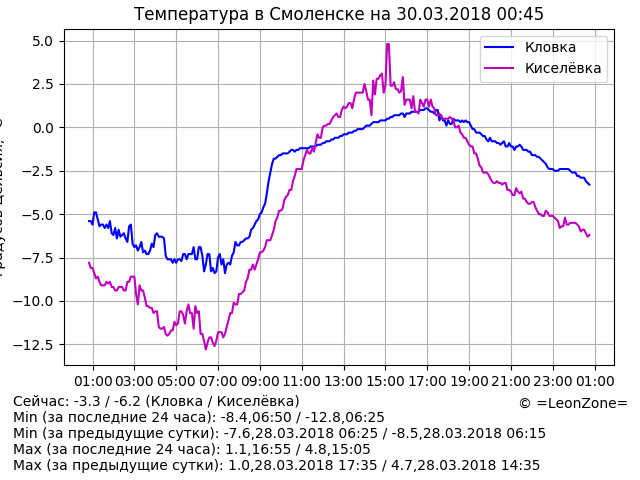 Температура в Смоленске на 30.03.2018 00:45
Кловка
Киселёвка
5.0
2.5
0.0
−2.5
−5.0
−7.5
−10.0
−12.5
01:00 03:00 05:00 07:00 09:00 11:00 13:00 15:00 17:00 19:00 21:00 23:00 01:00
Сейчас: -3.3 / -6.2 (Кловка / Киселёвка)
© =LeonZone=
Min (за последние 24 часа): -8.4,06:50 / -12.8,06:25
Min (за предыдущие сутки): -7.6,28.03.2018 06:25 / -8.5,28.03.2018 06:15
Max (за последние 24 часа): 1.1,16:55 / 4.8,15:05
Max (за предыдущие сутки): 1.0,28.03.2018 17:35 / 4.7,28.03.2018 14:35